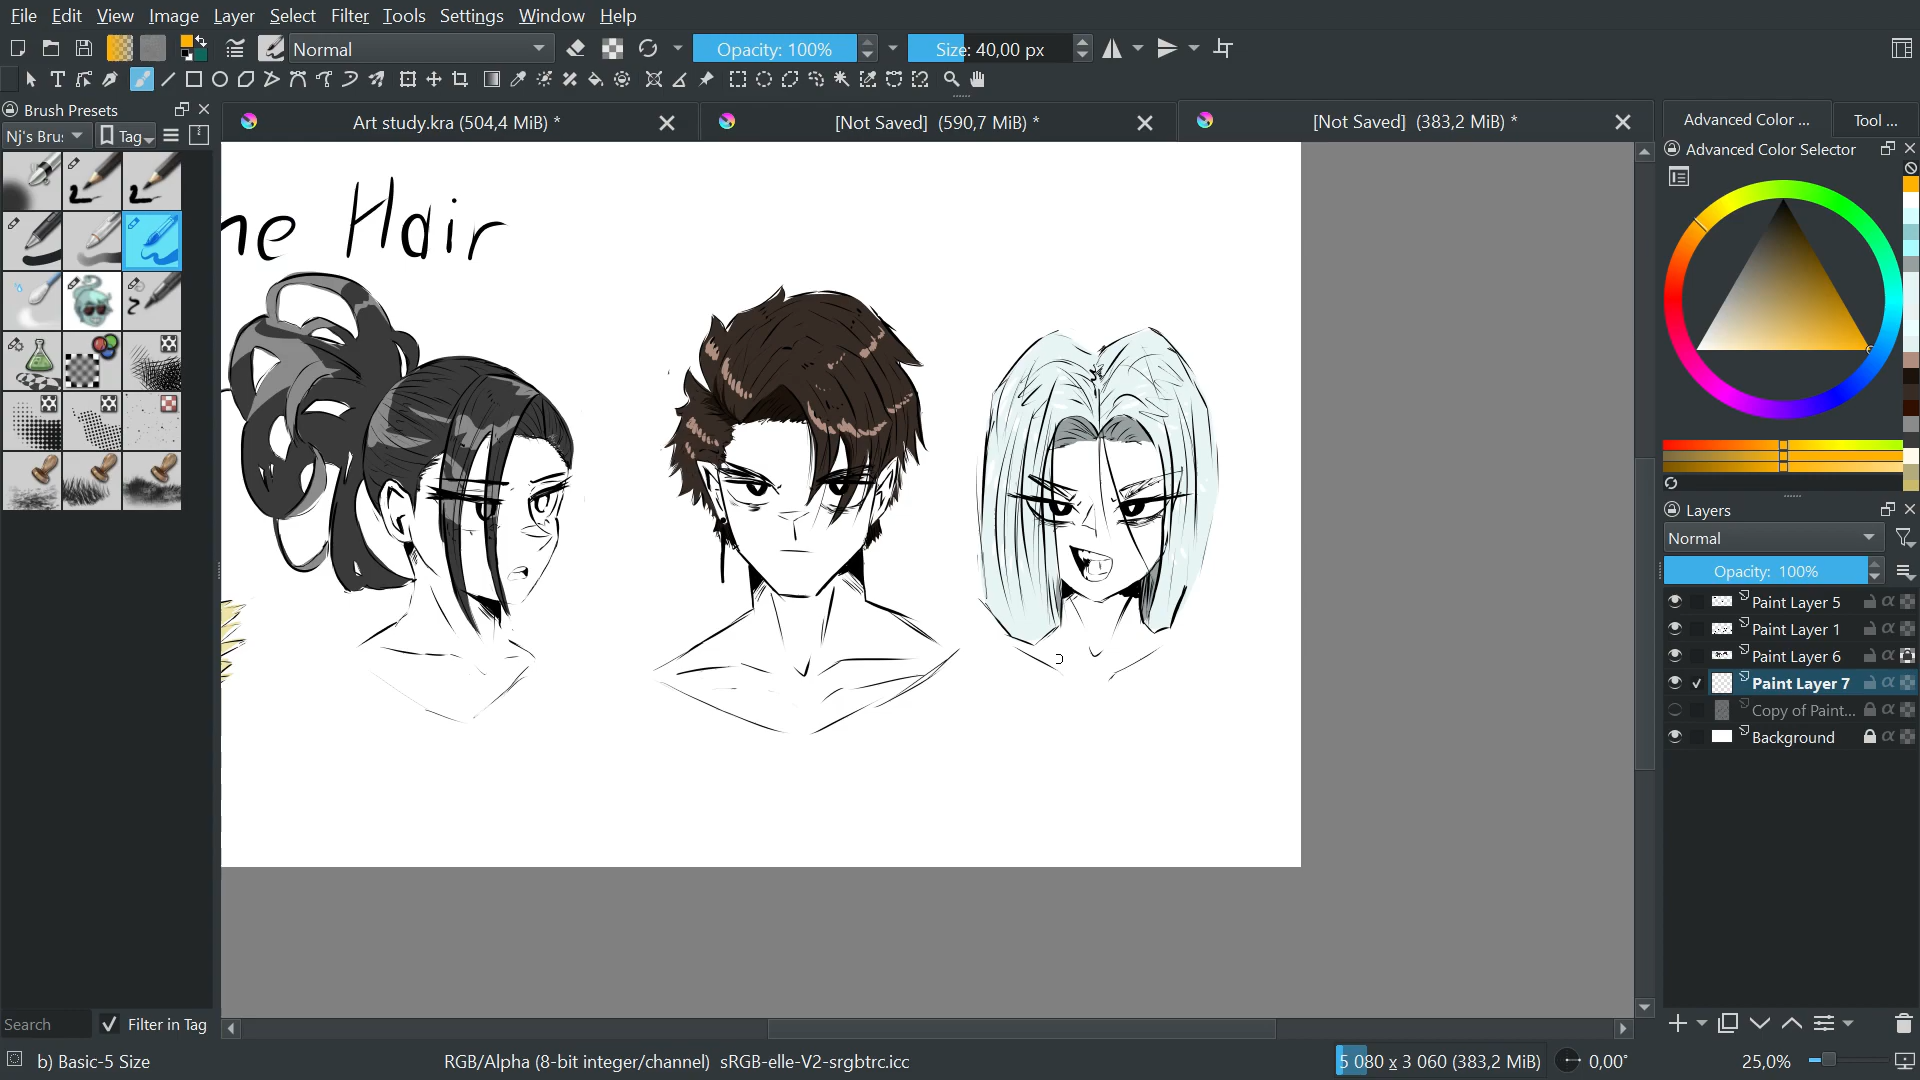 File Edit View Image Layer Select Filter Tools Settings Window Help
Normal Opacity: 100% Size: 40,00 px
Brush Presets
Nj's Bru: Tag
Art study.kra (504,4 MiB) *
[Not Saved] (590,7 MiB) *
[Not Saved] (383,2 MiB) *
Advanced Color ... Tool ...
Advanced Color Selector
ne Hair
Layers
Normal
Opacity: 100%
Paint Layer 5
Paint Layer 1
Paint Layer 6
Paint Layer 7
Copy of Paint...
Background
Search Filter in Tag
b) Basic-5 Size RGB/Alpha (8-bit integer/channel) sRGB-elle-V2-srgbtrc.icc 5 080 x 3 060 (383,2 MiB) 0,00° 25,0%